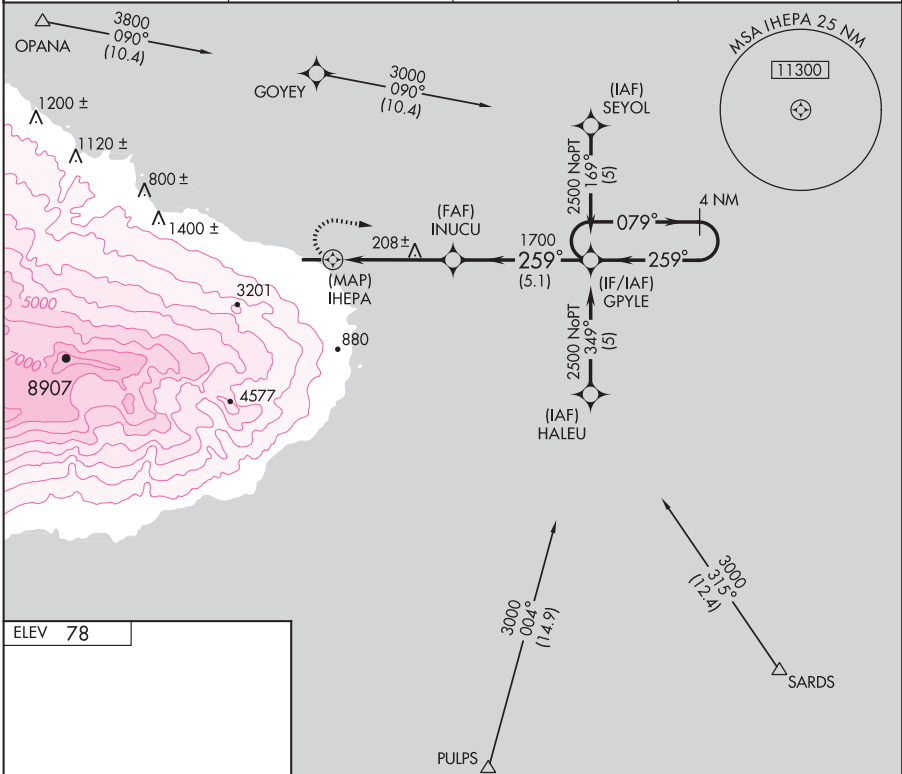 3800
090°
(10.4)
OPANA
GOYEY
3000
090°
(10.4)
MSA IHEPA 25 NM
11300
(IAF)
SEYOL
2500 NoPT
169°
(5)
1200 ±
1120 ±
800 ±
1400 ±
4 NM
079°
(FAF)
INUCU
208 ±
1700
259°
(5.1)
259°
(MAP)
IHEPA
(IF/IAF)
GPYLE
3201
5000
880
7000
8907
4577
2500 NoPT
349°
(5)
(IAF)
HALEU
3000
004°
(14.9)
3000
315°
(12.4)
ELEV 78
SARDS
PULPS